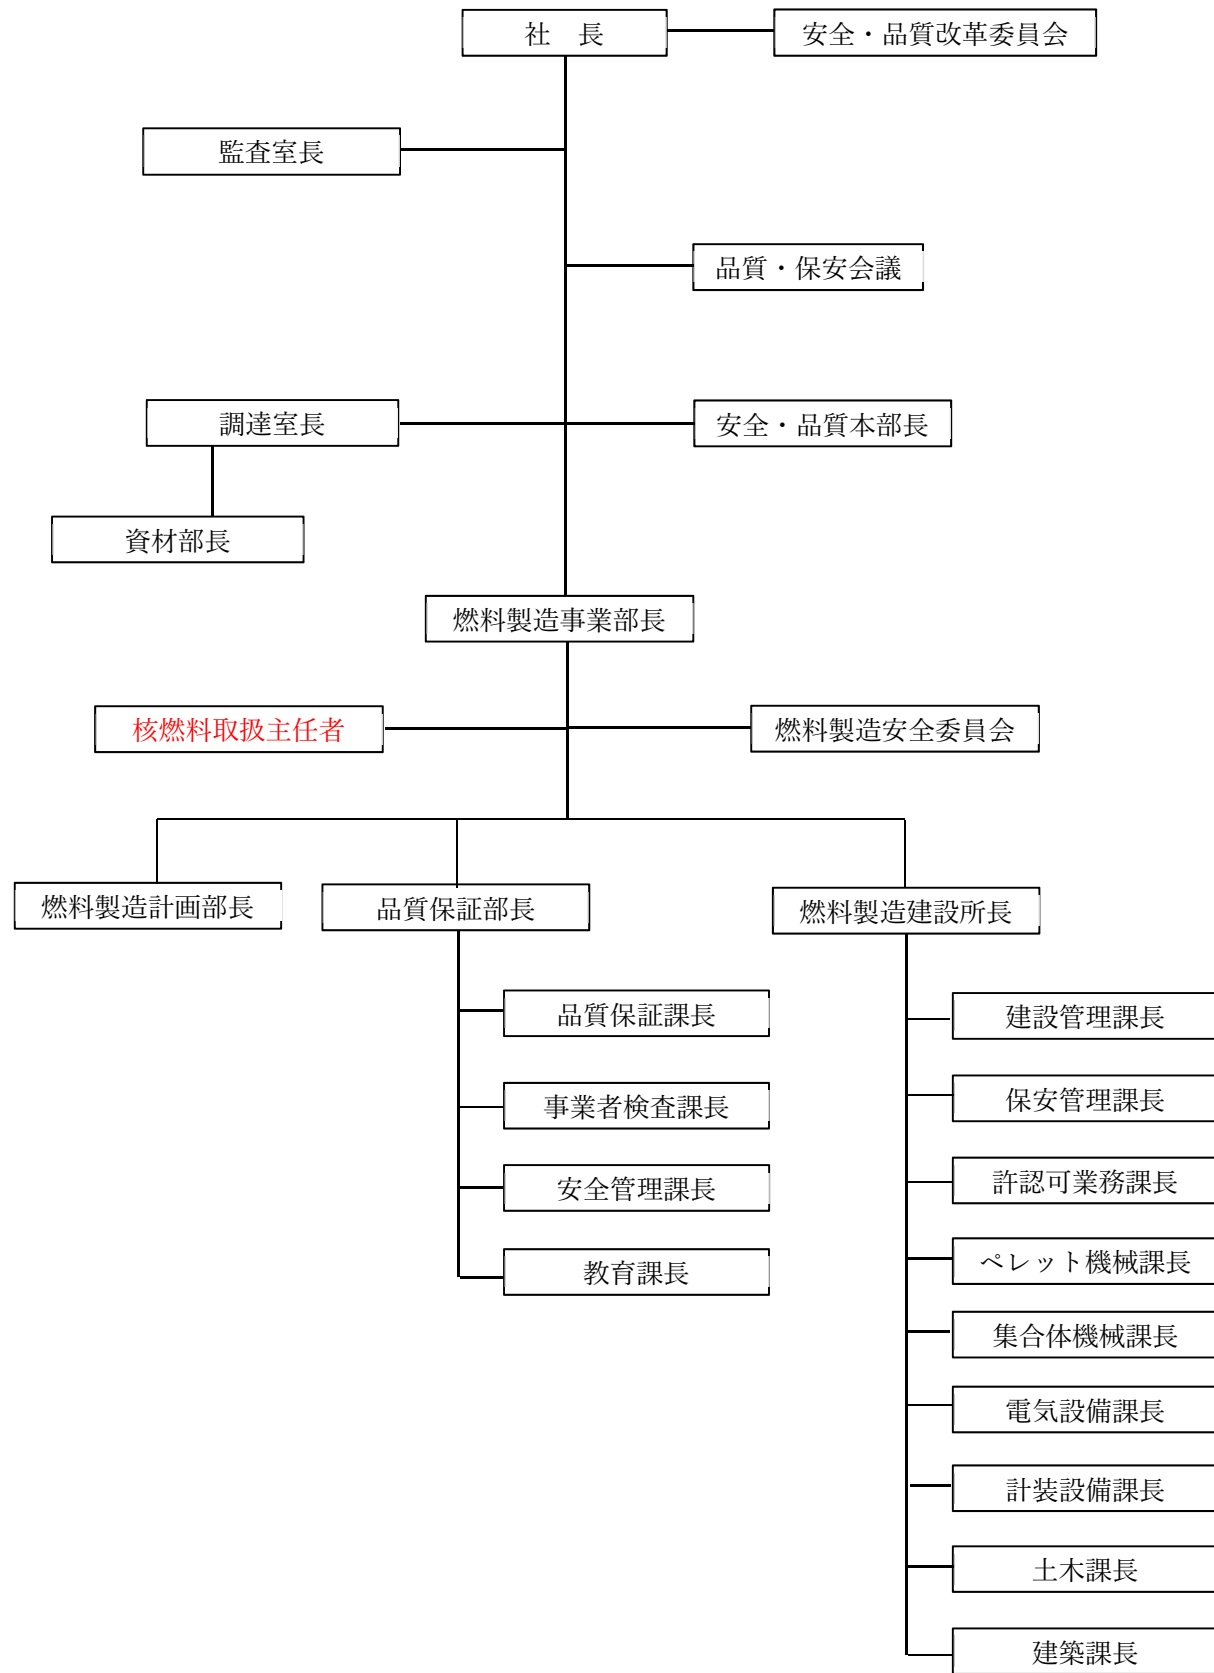 社　長
安全・品質改革委員会
監査室長
品質・保安会議
調達室長
安全・品質本部長
資材部長
燃料製造事業部長
核燃料取扱主任者
燃料製造安全委員会
燃料製造計画部長
品質保証部長
燃料製造建設所長
品質保証課長
事業者検査課長
安全管理課長
教育課長
建設管理課長
保安管理課長
許認可業務課長
ペレット機械課長
集合体機械課長
電気設備課長
計装設備課長
土木課長
建築課長